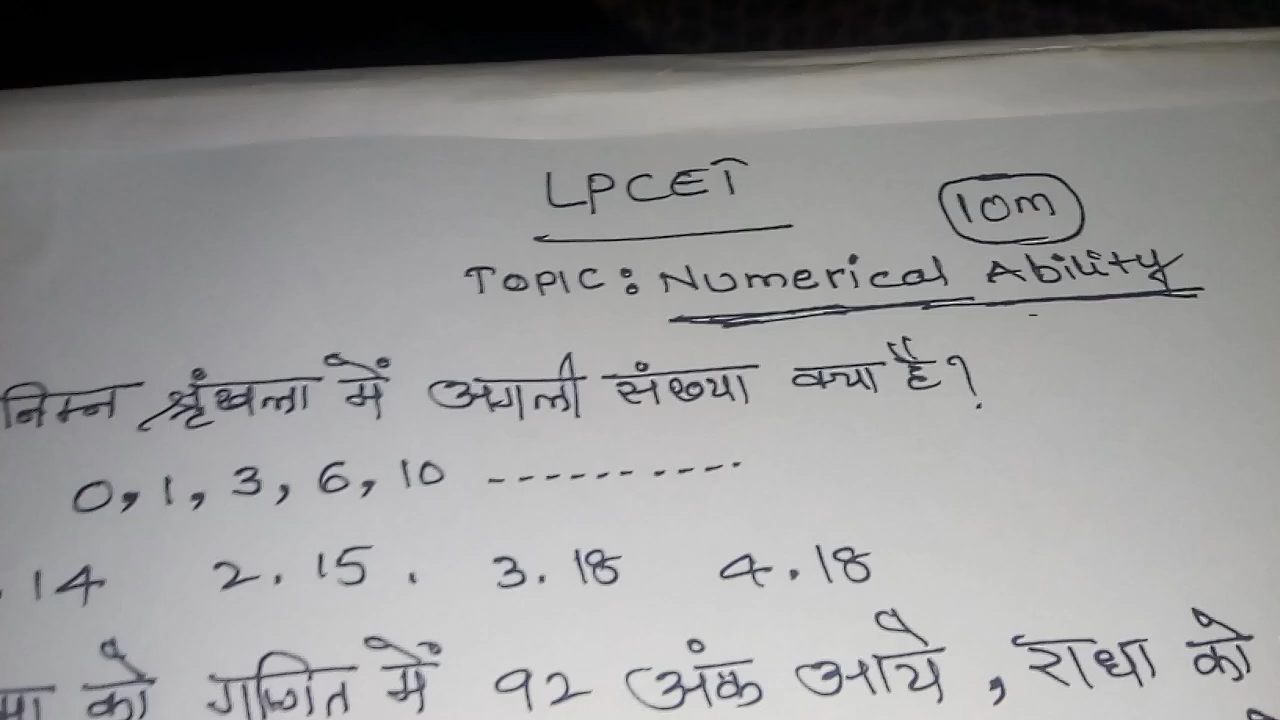 LPCET
10m
TOPIC: Numerical Ability
निम्न श्रृंखला में अगली संख्या क्या है?
0, 1, 3, 6, 10 ----------
14 2. 15. 3. 18 4. 18
को गणित में 92 अंक आये, राधा को